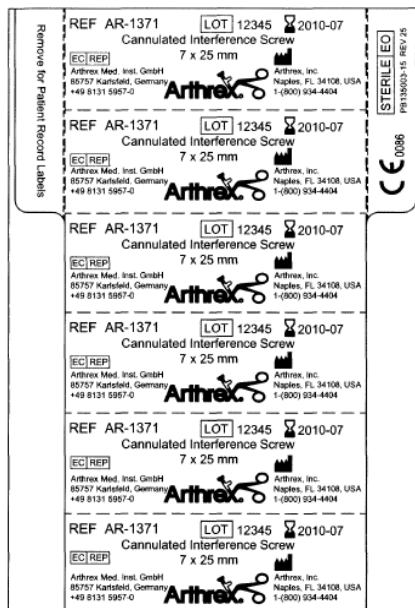 Remove for Patient Record Labels
REF AR-1371 LOT 12345 2010-07
Cannulated Interference Screw
7 x 25 mm
EC REP
Arthrex Med. Inst. GmbH
85757 Karlsfeld, Germany
+49 8131 5957-0
Arthrex
Arthrex, Inc.
Naples, FL 34108, USA
1-(800) 934-4404
REF AR-1371 LOT 12345 2010-07
Cannulated Interference Screw
7 x 25 mm
EC REP
Arthrex Med. Inst. GmbH
85757 Karlsfeld, Germany
+49 8131 5957-0
Arthrex
Arthrex, Inc.
Naples, FL 34108, USA
1-(800) 934-4404
REF AR-1371 LOT 12345 2010-07
Cannulated Interference Screw
7 x 25 mm
EC REP
Arthrex Med. Inst. GmbH
85757 Karlsfeld, Germany
+49 8131 5957-0
Arthrex
Arthrex, Inc.
Naples, FL 34108, USA
1-(800) 934-4404
REF AR-1371 LOT 12345 2010-07
Cannulated Interference Screw
7 x 25 mm
EC REP
Arthrex Med. Inst. GmbH
85757 Karlsfeld, Germany
+49 8131 5957-0
Arthrex
Arthrex, Inc.
Naples, FL 34108, USA
1-(800) 934-4404
REF AR-1371 LOT 12345 2010-07
Cannulated Interference Screw
7 x 25 mm
EC REP
Arthrex Med. Inst. GmbH
85757 Karlsfeld, Germany
+49 8131 5957-0
Arthrex
Arthrex, Inc.
Naples, FL 34108, USA
1-(800) 934-4404
REF AR-1371 LOT 12345 2010-07
Cannulated Interference Screw
7 x 25 mm
EC REP
Arthrex Med. Inst. GmbH
85757 Karlsfeld, Germany
+49 8131 5957-0
Arthrex
Arthrex, Inc.
Naples, FL 34108, USA
1-(800) 934-4404
STERILE EO
PB135003-15 REV 25
CE 0086